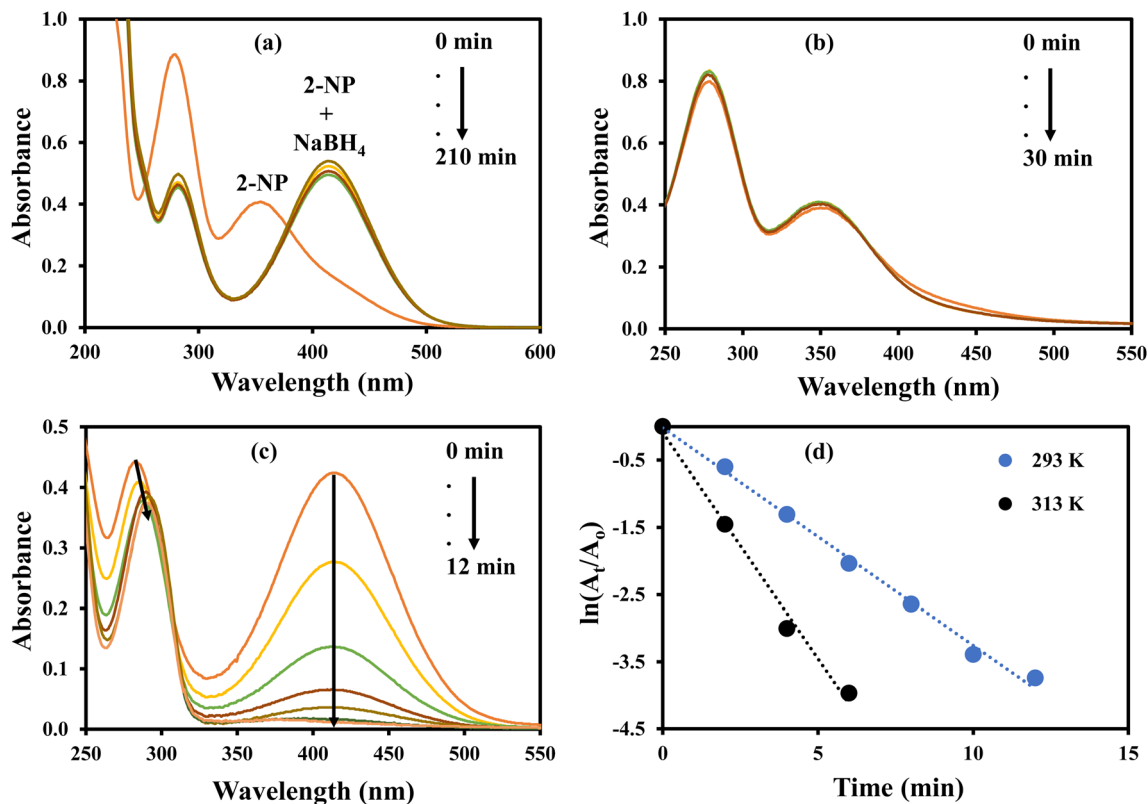 (a)
0 min
.
.
.
210 min
2-NP
+
NaBH4
2-NP
Absorbance
1.0
0.8
0.6
0.4
0.2
0.0
200 300 400 500 600
Wavelength (nm)
(b)
0 min
.
.
.
30 min
Absorbance
1.0
0.8
0.6
0.4
0.2
0.0
250 300 350 400 450 500 550
Wavelength (nm)
(c)
0 min
.
.
.
12 min
Absorbance
0.5
0.4
0.3
0.2
0.1
0.0
250 300 350 400 450 500 550
Wavelength (nm)
(d)
293 K
313 K
ln(At/Ao)
-0.5
-1.5
-2.5
-3.5
-4.5
0 5 10 15
Time (min)